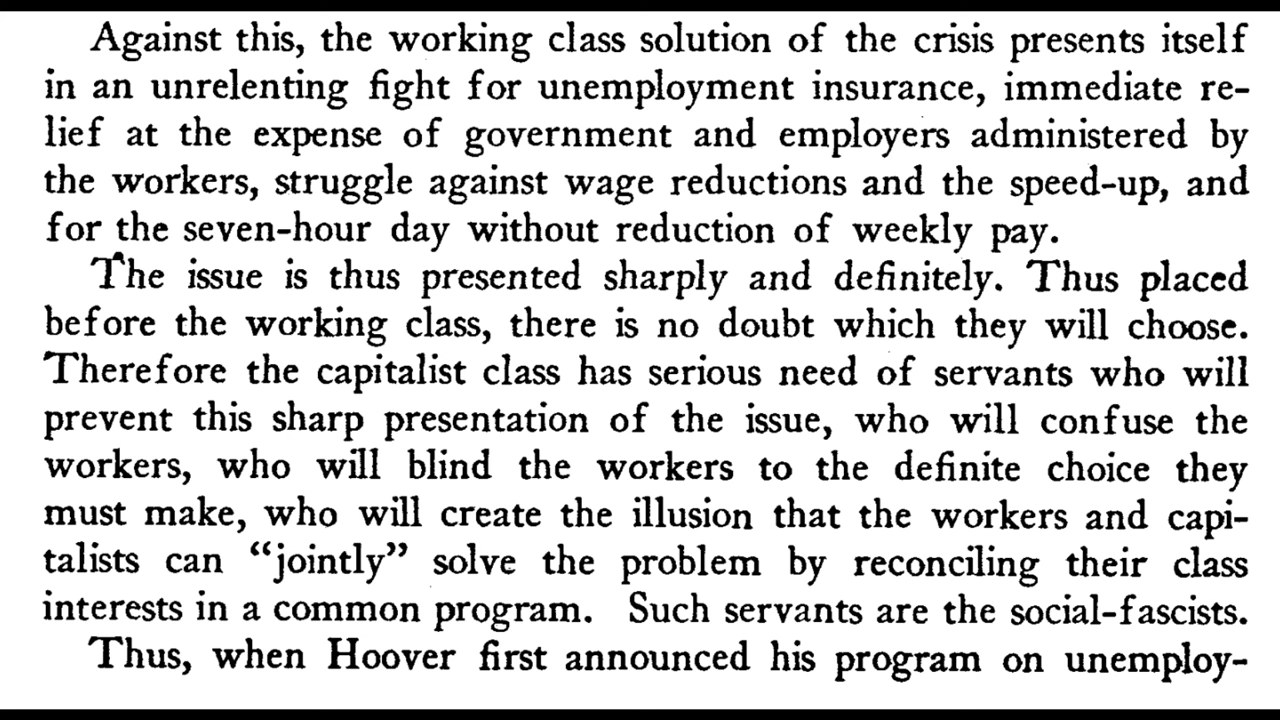 Against this, the working class solution of the crisis presents itself
in an unrelenting fight for unemployment insurance, immediate re-
lief at the expense of government and employers administered by
the workers, struggle against wage reductions and the speed-up, and
for the seven-hour day without reduction of weekly pay.
The issue is thus presented sharply and definitely. Thus placed
before the working class, there is no doubt which they will choose.
Therefore the capitalist class has serious need of servants who will
prevent this sharp presentation of the issue, who will confuse the
workers, who will blind the workers to the definite choice they
must make, who will create the illusion that the workers and capi-
talists can “jointly” solve the problem by reconciling their class
interests in a common program. Such servants are the social-fascists.
Thus, when Hoover first announced his program on unemploy-